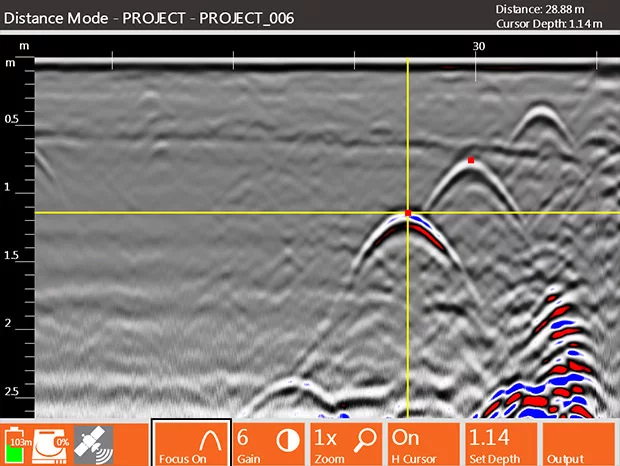 Distance Mode - PROJECT - PROJECT_006
Distance: 28.88 m
Cursor Depth: 1.14 m
m
30
m
0.5
1
1.5
2
2.5
103m
0%
Focus On
6
Gain
1x
Zoom
On
H Cursor
1.14
Set Depth
Output